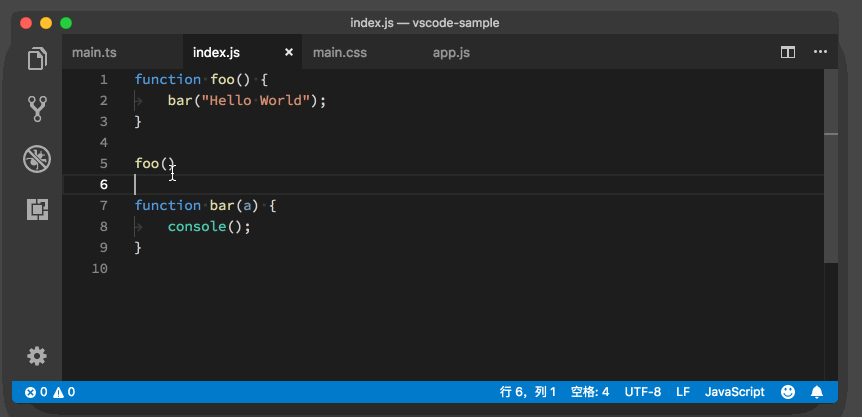 index.js — vscode-sample
main.ts index.js × main.css app.js ···
1 function foo() {
2 bar("Hello World");
3 }
4
5 foo()
6
7 function bar(a) {
8 console();
9 }
10
0 0 行 6，列 1 空格: 4 UTF-8 LF JavaScript